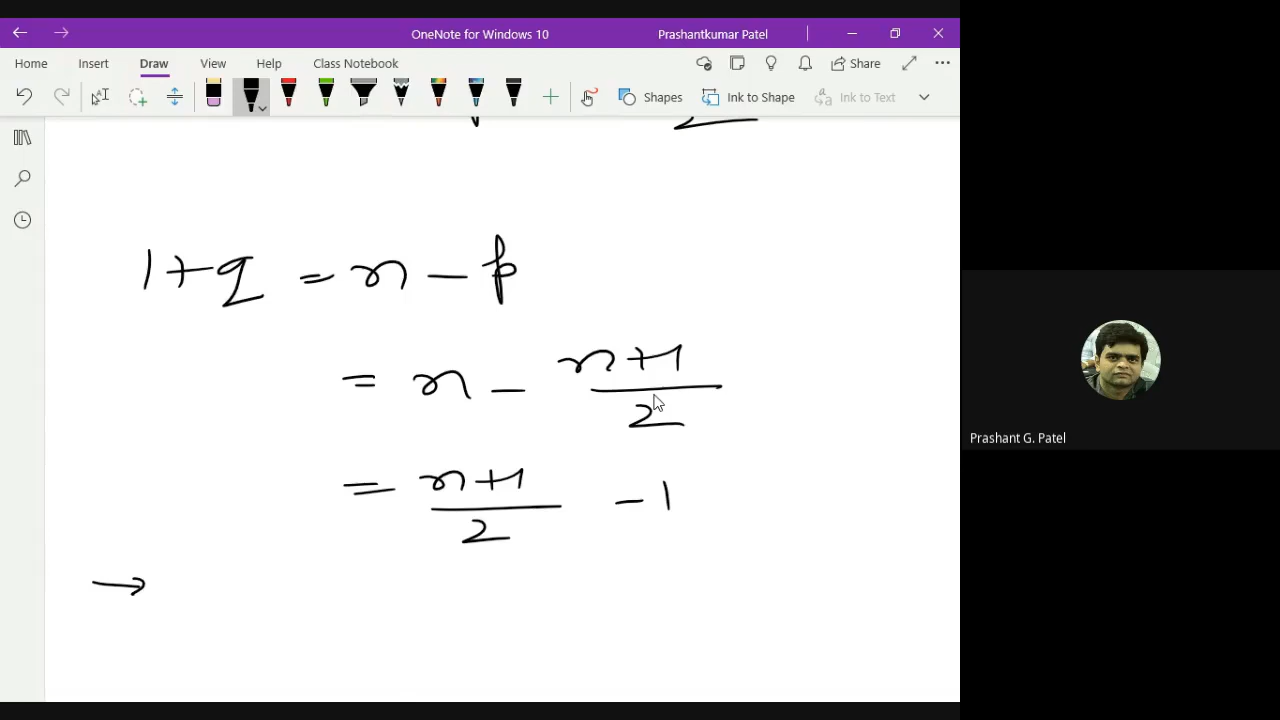 OneNote for Windows 10 Prashantkumar Patel
Home Insert Draw View Help Class Notebook Share
Shapes Ink to Shape Ink to Text
1+q = n - p
= n - n+1/2
= n+1/2 - 1
→
Prashant G. Patel